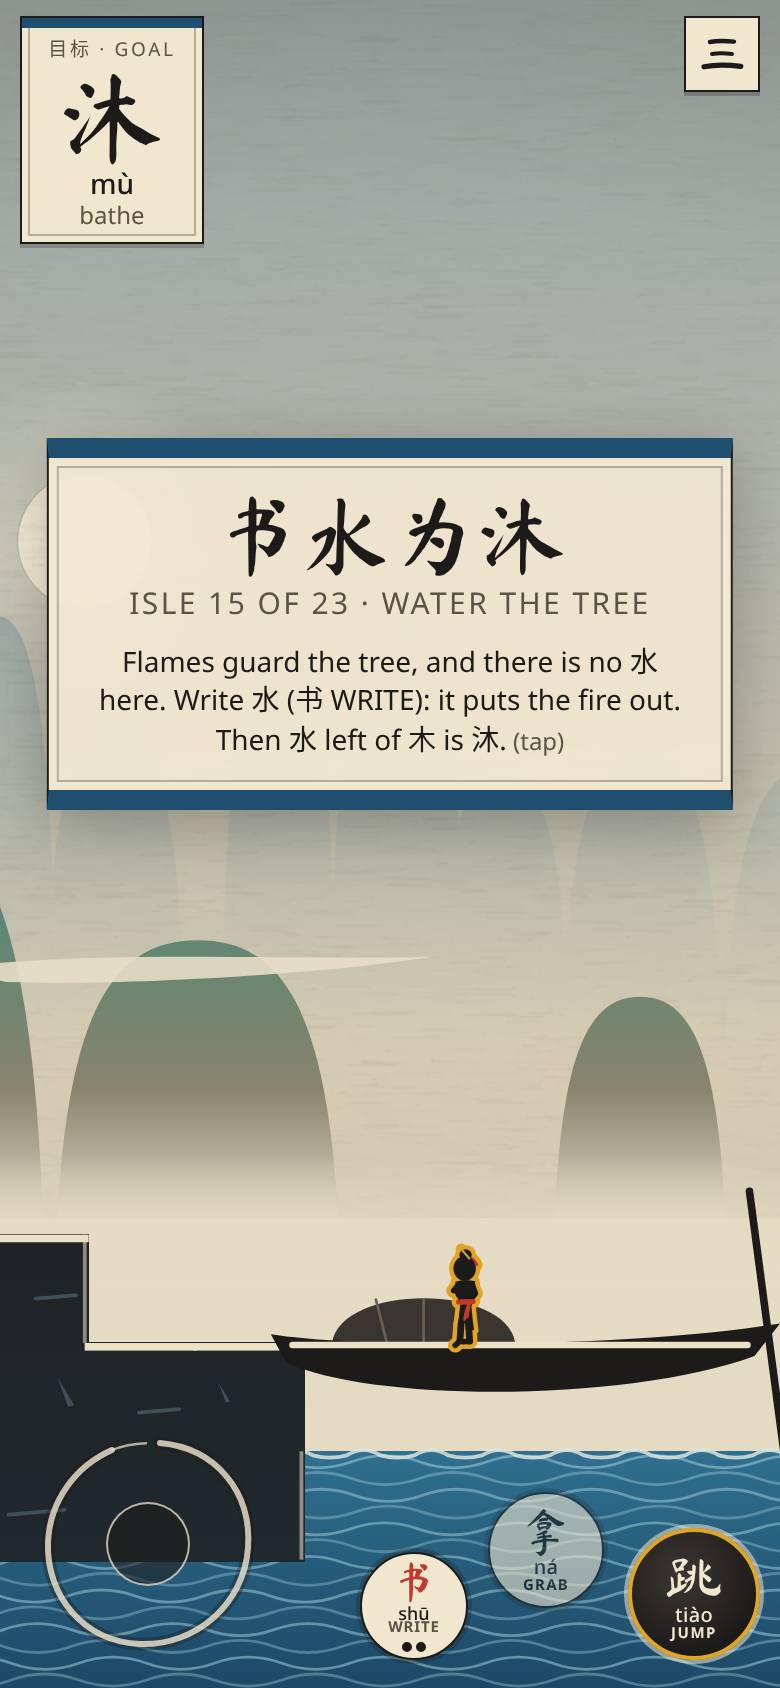 目标 · GOAL
沐
mù
bathe
三
书水为沐
ISLE 15 OF 23 · WATER THE TREE
Flames guard the tree, and there is no 水
here. Write 水 (书 WRITE): it puts the fire out.
Then 水 left of 木 is 沐. (tap)
书
shū
WRITE
拿
ná
GRAB
跳
tiào
JUMP